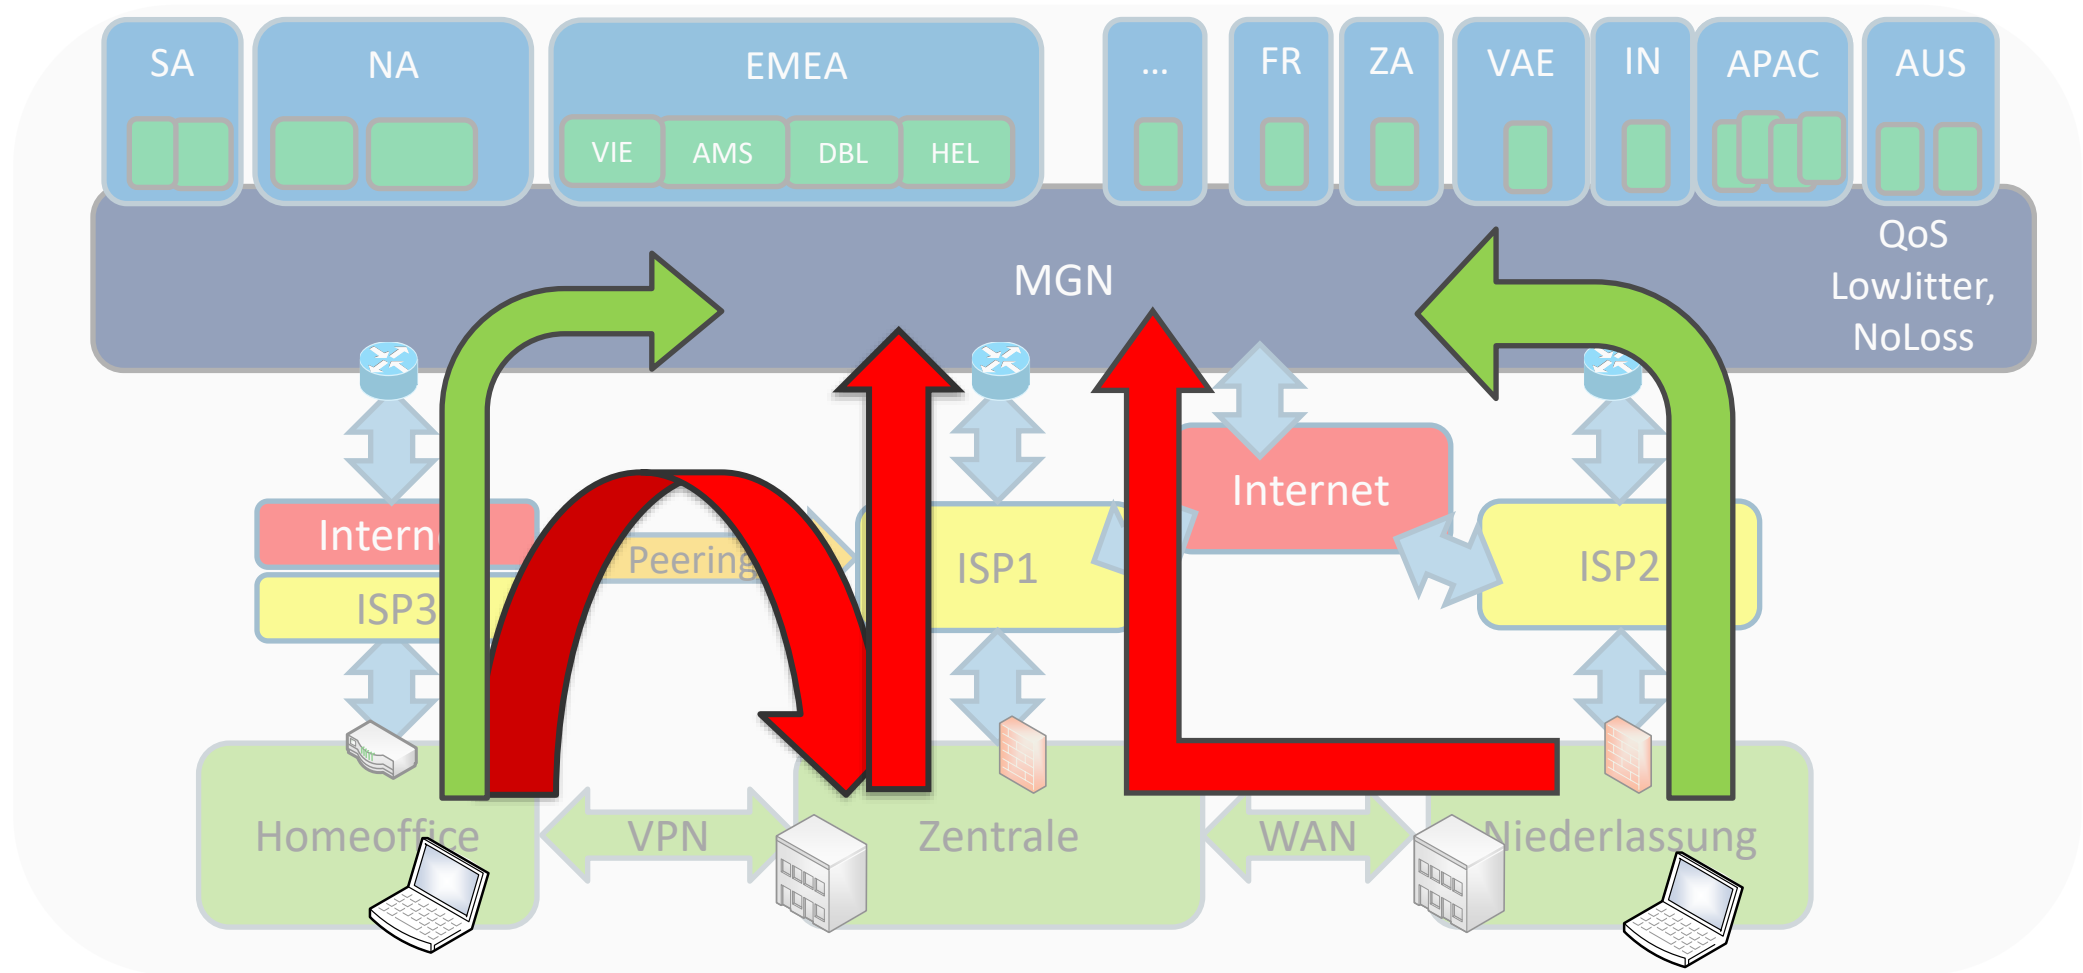 SA
NA
EMEA
...
FR
ZA
VAE
IN
APAC
AUS
VIE
AMS
DBL
HEL
MGN
QoS
LowJitter,
NoLoss
Internet
Intern
Peering
ISP1
ISP2
ISP3
Homeoffice
VPN
Zentrale
WAN
Niederlassung